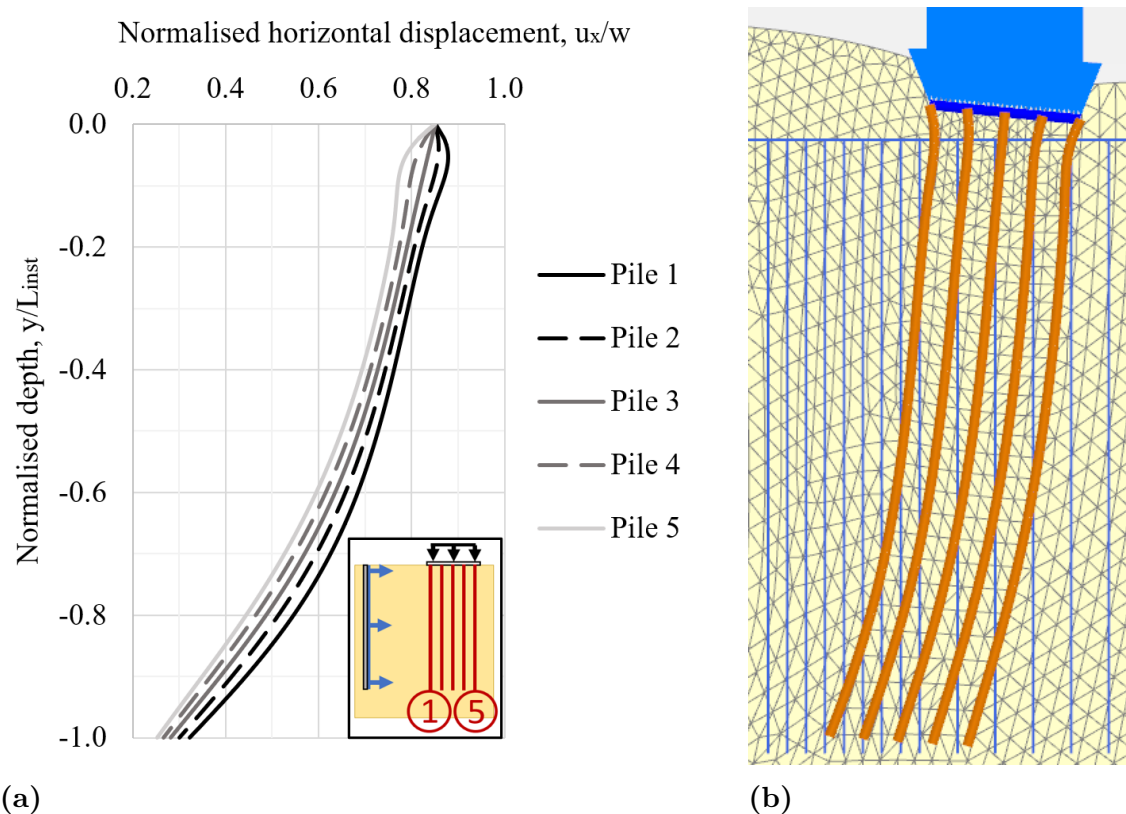 Normalised horizontal displacement, uₓ/w
0.2 0.4 0.6 0.8 1.0
0.0
-0.2
-0.4
-0.6
-0.8
-1.0
Normalised depth, y/L_inst
Pile 1
Pile 2
Pile 3
Pile 4
Pile 5
1 5
(a) (b)